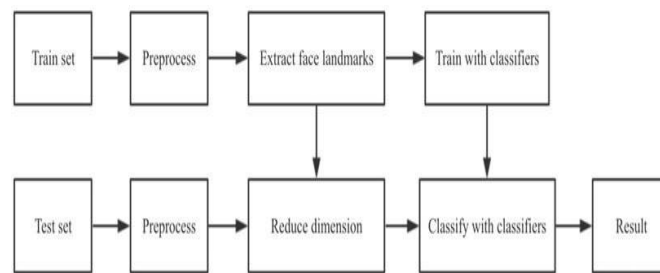 Train set
Preprocess
Extract face landmarks
Train with classifiers
Test set
Preprocess
Reduce dimension
Classify with classifiers
Result